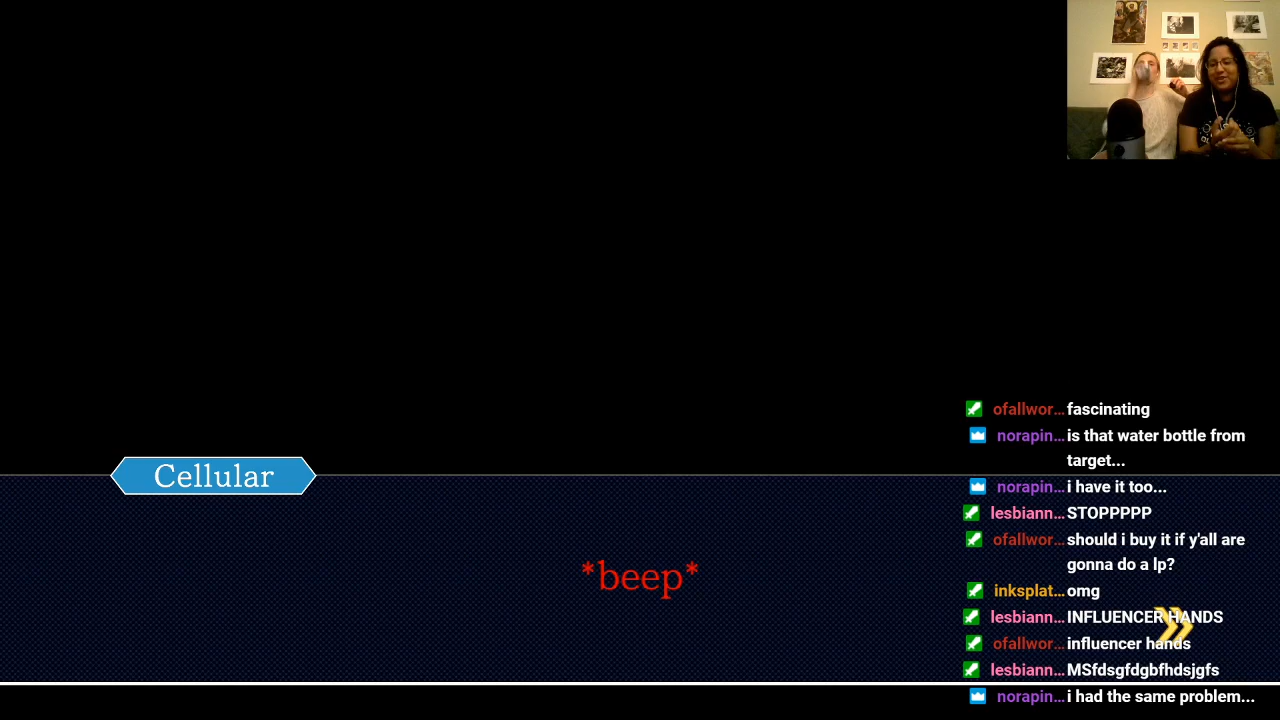 Cellular
*beep*
ofallwor… fascinating
norapin… is that water bottle from
target...
norapin… i have it too...
lesbiann… STOPPPPP
ofallwor… should i buy it if y'all are
gonna do a lp?
inksplat… omg
lesbiann… INFLUENCER HANDS
ofallwor… influencer hands
lesbiann… MSfdsgfdgbfhdsjgfs
norapin… i had the same problem...